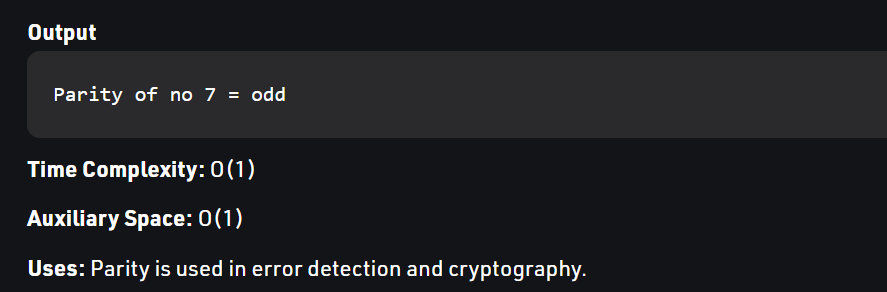 Output
Parity of no 7 = odd
Time Complexity: O(1)
Auxiliary Space: O(1)
Uses: Parity is used in error detection and cryptography.